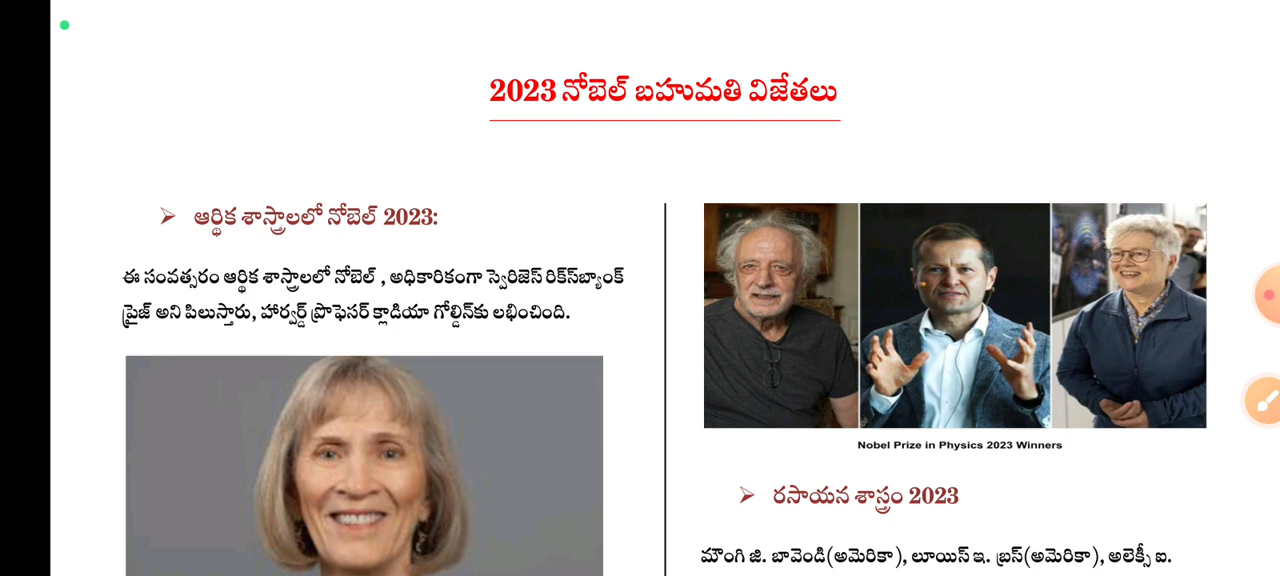 2023 నోబెల్ బహుమతి విజేతలు
ఆర్థిక శాస్త్రాలలో నోబెల్ 2023:
ఈ సంవత్సరం ఆర్థిక శాస్త్రాలలో నోబెల్ , అధికారికంగా స్వెరిజెస్ రిక్స్‌బ్యాంక్
ప్రైజ్ అని పిలుస్తారు, హార్వర్డ్ ప్రొఫెసర్ క్లాడియా గోల్డిన్‌కు లభించింది.
Nobel Prize in Physics 2023 Winners
రసాయన శాస్త్రం 2023
మౌంగి జి. బావెండి(అమెరికా), లూయిస్ ఇ. బ్రస్(అమెరికా), అలెక్సీ ఐ.